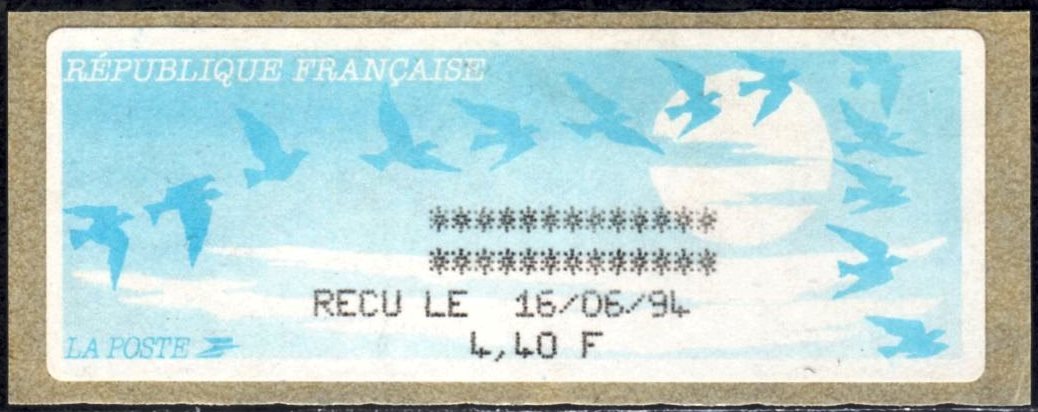 RÉPUBLIQUE FRANÇAISE
*************
*************
RECU LE 16/06/94
4,40 F
LA POSTE